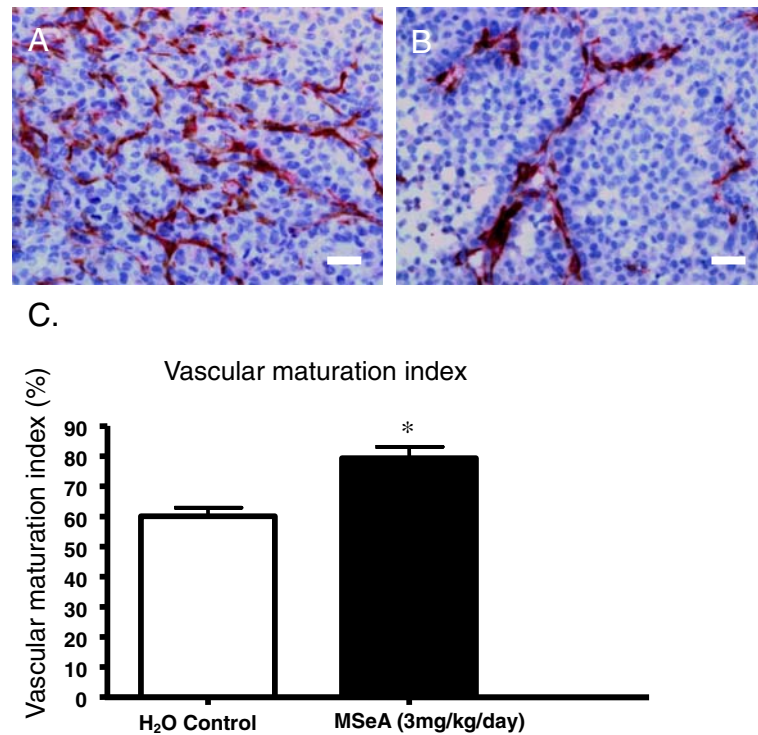 A
B
C.
Vascular maturation index
Vascular maturation index (%)
90
80
*
70
60
50
40
30
20
10
0
H₂O Control
MSeA (3mg/kg/day)